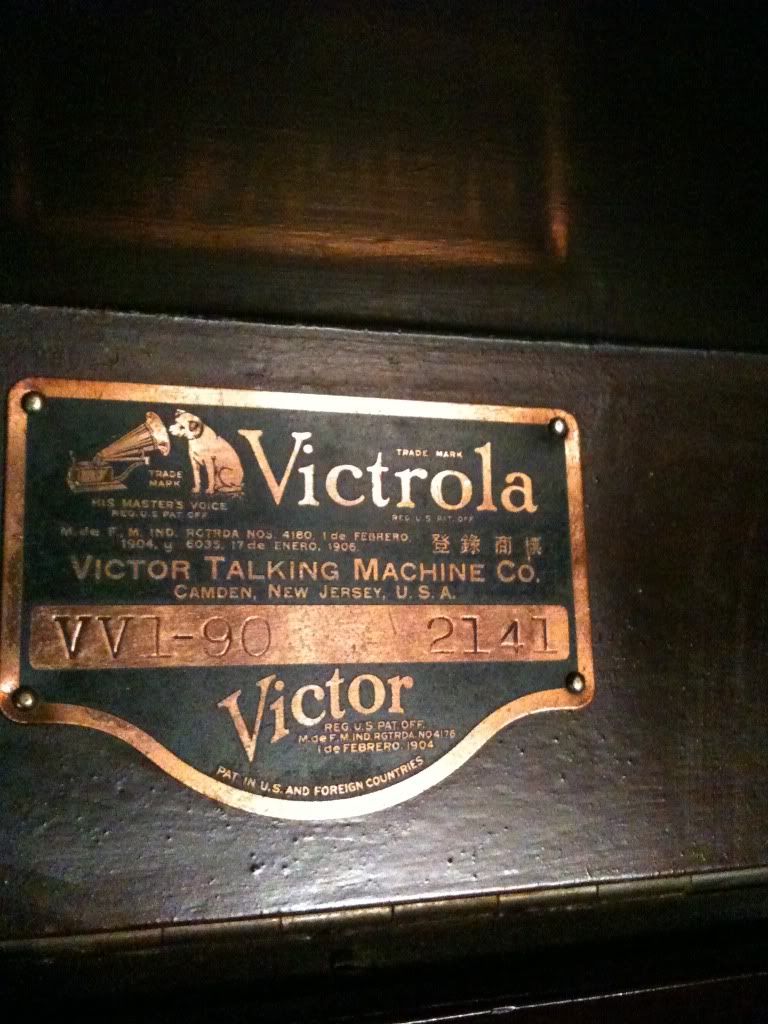 TRADE MARK
Victrola
TRADE MARK
HIS MASTER'S VOICE
REG. U.S. PAT. OFF.
REG. U.S. PAT. OFF.
M. de F. M. IND. RGTRDA NOS. 4180, 1 de FEBRERO,
1904, y 6035, 17 de ENERO, 1906.
登錄商標
VICTOR TALKING MACHINE CO.
CAMDEN, NEW JERSEY, U.S.A.
VV1-90 2141
Victor
REG. U.S. PAT. OFF.
M. de F. M. IND. RGTRDA. NO 4176
1 de FEBRERO. 1904
PAT. IN U.S. AND FOREIGN COUNTRIES